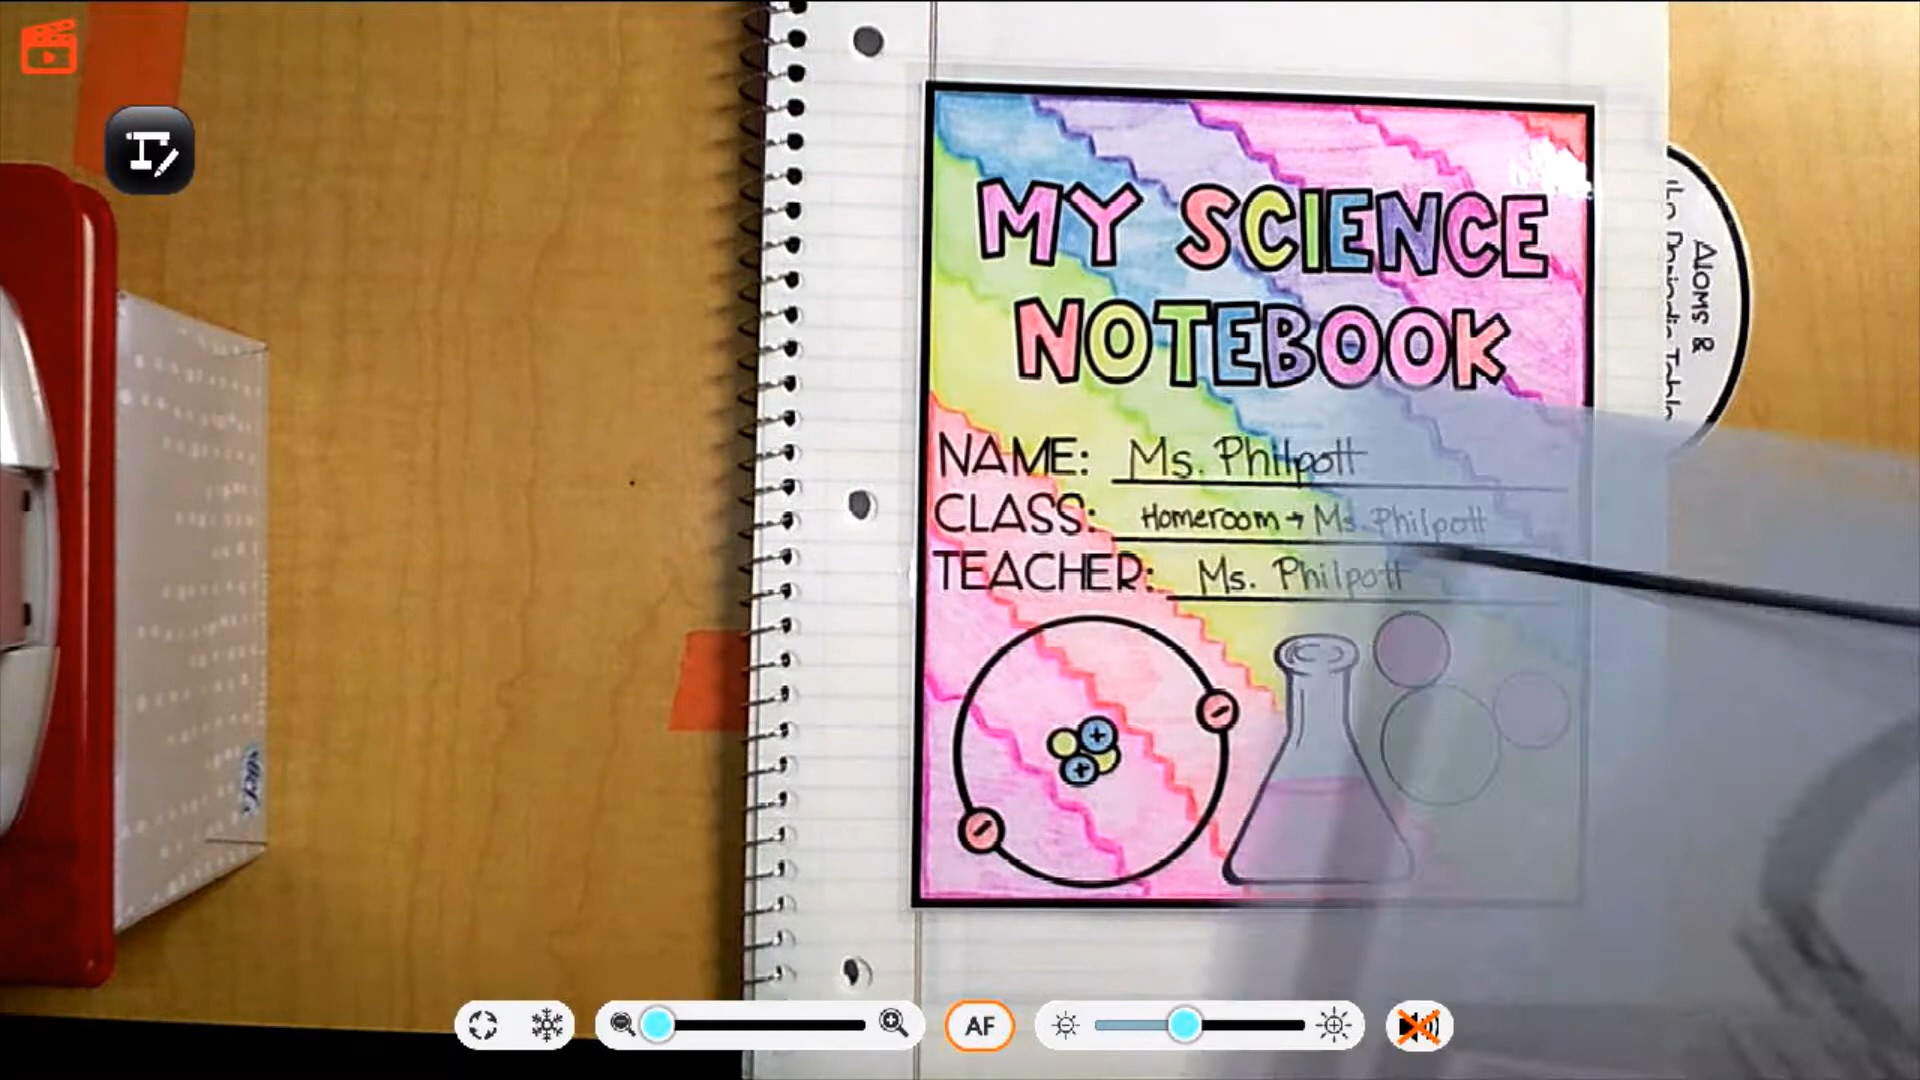 MY SCIENCE
NOTEBOOK
NAME: Ms. Philpott
CLASS: Homeroom → Ms. Philpott
TEACHER: Ms. Philpott
Atoms &
AF